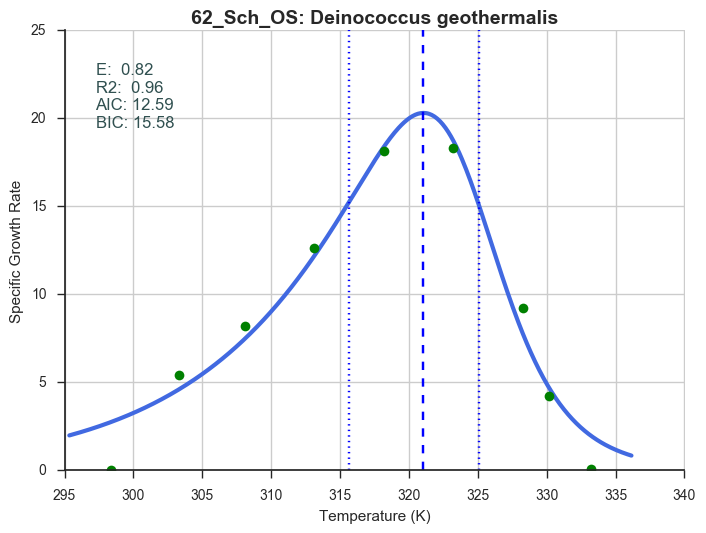 62_Sch_OS: Deinococcus geothermalis
E: 0.82
R2: 0.96
AIC: 12.59
BIC: 15.58
25
20
15
10
5
0
Specific Growth Rate
295 300 305 310 315 320 325 330 335 340
Temperature (K)